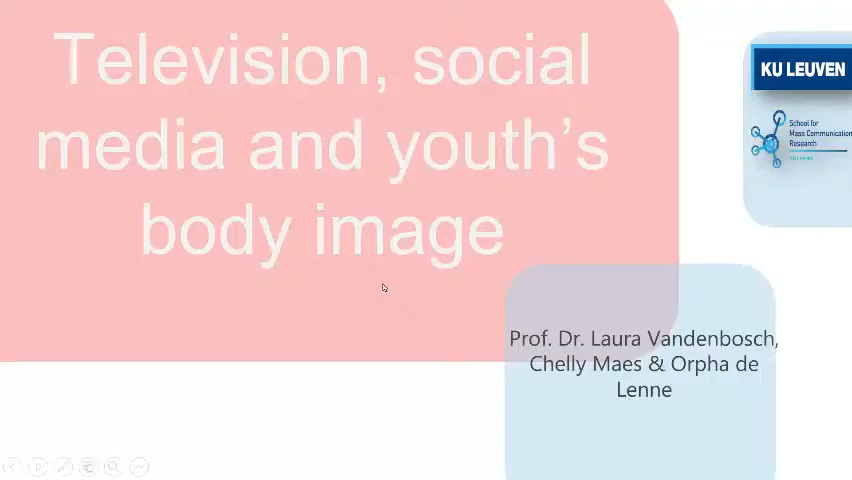 Television, social
media and youth’s
body image
KU LEUVEN
School for
Mass Communication
Research
Prof. Dr. Laura Vandenbosch,
Chelly Maes & Orpha de
Lenne